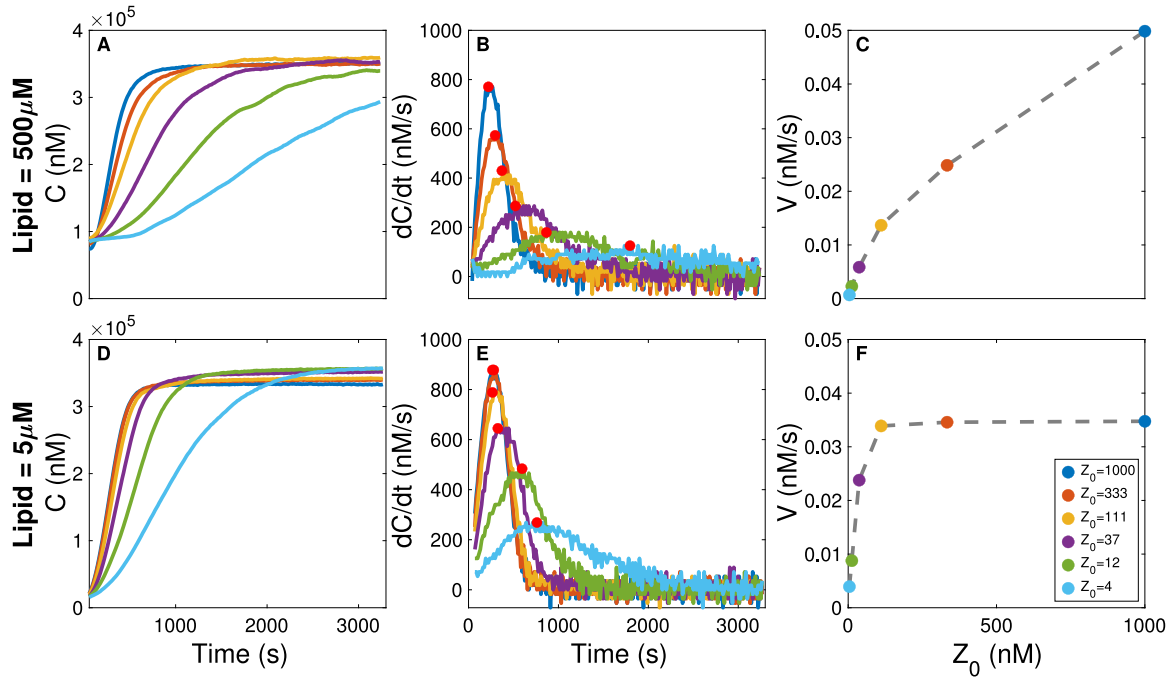 Lipid = 500μM
A
×10⁵
C (nM)
4
3
2
1
0
B
dC/dt (nM/s)
1000
800
600
400
200
0
C
V (nM/s)
0.05
0.04
0.03
0.02
0.01
0
Lipid = 5μM
D
×10⁵
C (nM)
4
3
2
1
0
1000
2000
3000
Time (s)
E
dC/dt (nM/s)
1000
800
600
400
200
0
0
1000
2000
3000
Time (s)
F
V (nM/s)
0.05
0.04
0.03
0.02
0.01
0
0
500
1000
Z₀ (nM)
Z₀=1000
Z₀=333
Z₀=111
Z₀=37
Z₀=12
Z₀=4